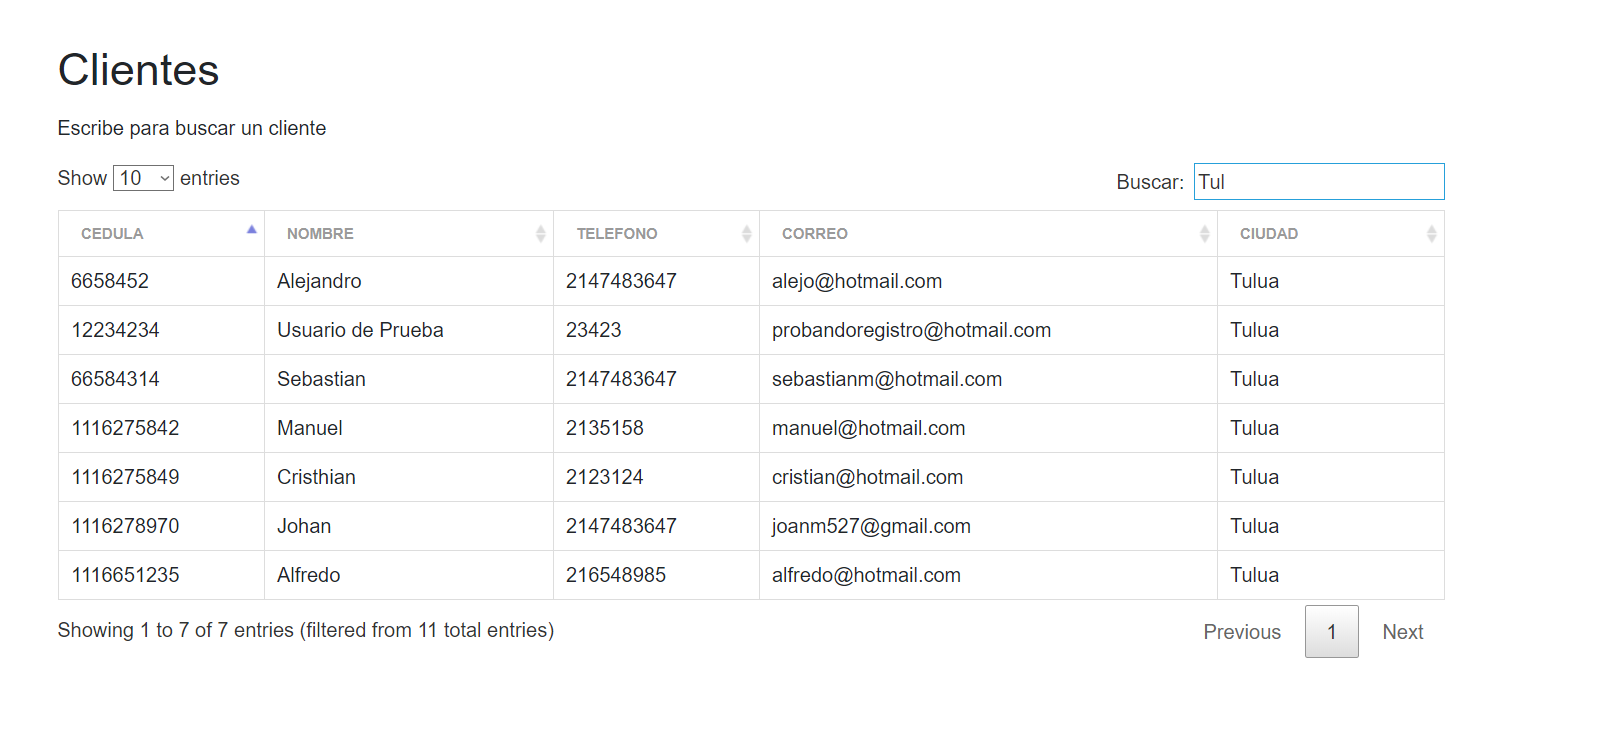 Clientes
Escribe para buscar un cliente
Show 10 entries Buscar: Tul
CEDULA NOMBRE TELEFONO CORREO CIUDAD
6658452 Alejandro 2147483647 alejo@hotmail.com Tulua
12234234 Usuario de Prueba 23423 probandoregistro@hotmail.com Tulua
66584314 Sebastian 2147483647 sebastianm@hotmail.com Tulua
1116275842 Manuel 2135158 manuel@hotmail.com Tulua
1116275849 Cristhian 2123124 cristian@hotmail.com Tulua
1116278970 Johan 2147483647 joanm527@gmail.com Tulua
1116651235 Alfredo 216548985 alfredo@hotmail.com Tulua
Showing 1 to 7 of 7 entries (filtered from 11 total entries) Previous 1 Next